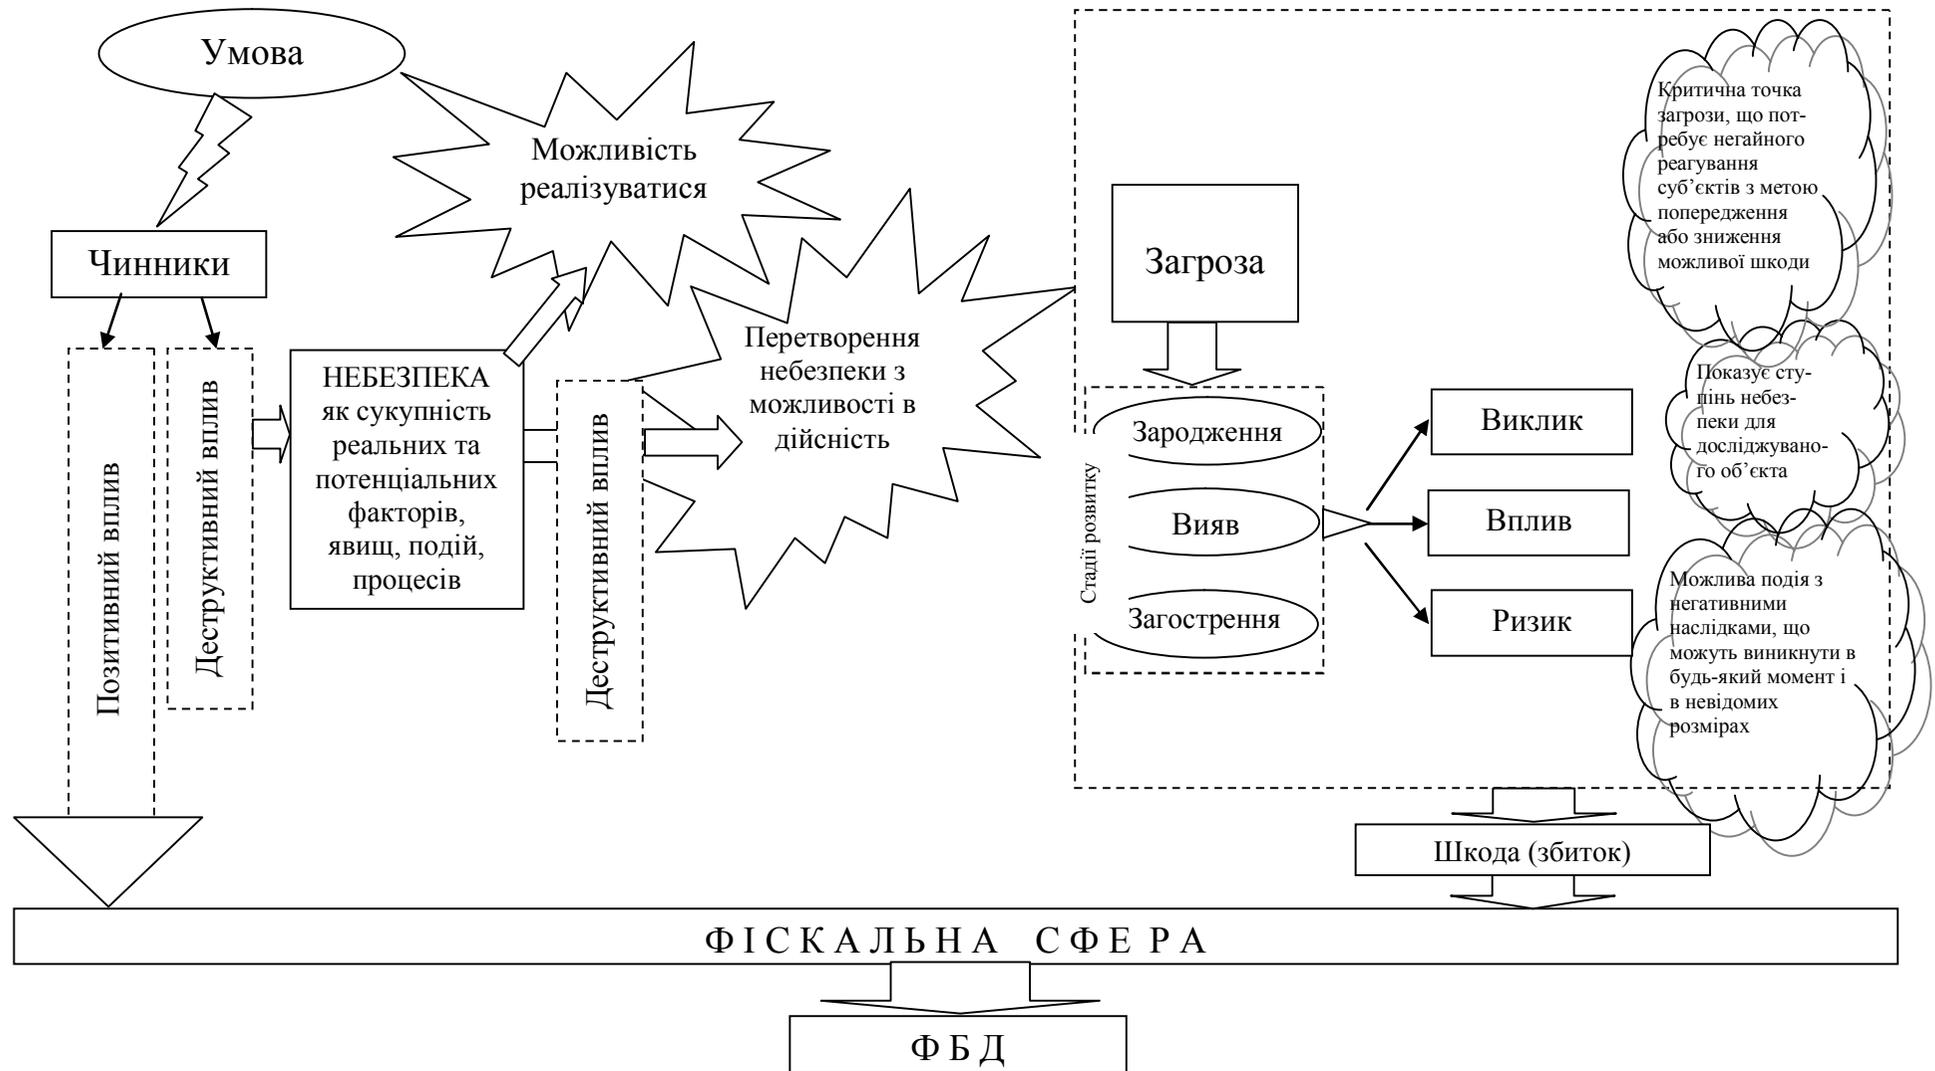 Умова
Можливість
реалізуватися
Чинники
Позитивний вплив
Деструктивний вплив
НЕБЕЗПЕКА
як сукупність
реальних та
потенціальних
факторів,
явищ, подій,
процесів
Деструктивний вплив
Перетворення
небезпеки з
можливості в
дійсність
Загроза
Стадії розвитку
Зародження
Вияв
Загострення
Виклик
Вплив
Ризик
Критична точка
загрози, що пот-
ребує негайного
реагування
суб’єктів з метою
попередження
або зниження
можливої шкоди
Показує сту-
пінь небез-
пеки для
досліджувано-
го об’єкта
Можлива подія з
негативними
наслідками, що
можуть виникнути в
будь-який момент і
в невідомих
розмірах
Шкода (збиток)
ФІСКАЛЬНА СФЕРА
ФБД